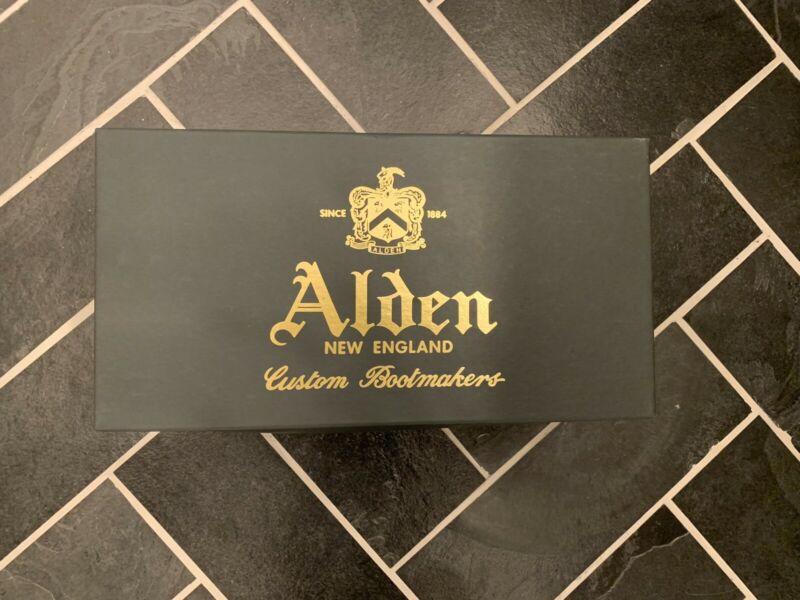 SINCE 1884
ALDEN
Alden
NEW ENGLAND
Custom Bootmakers